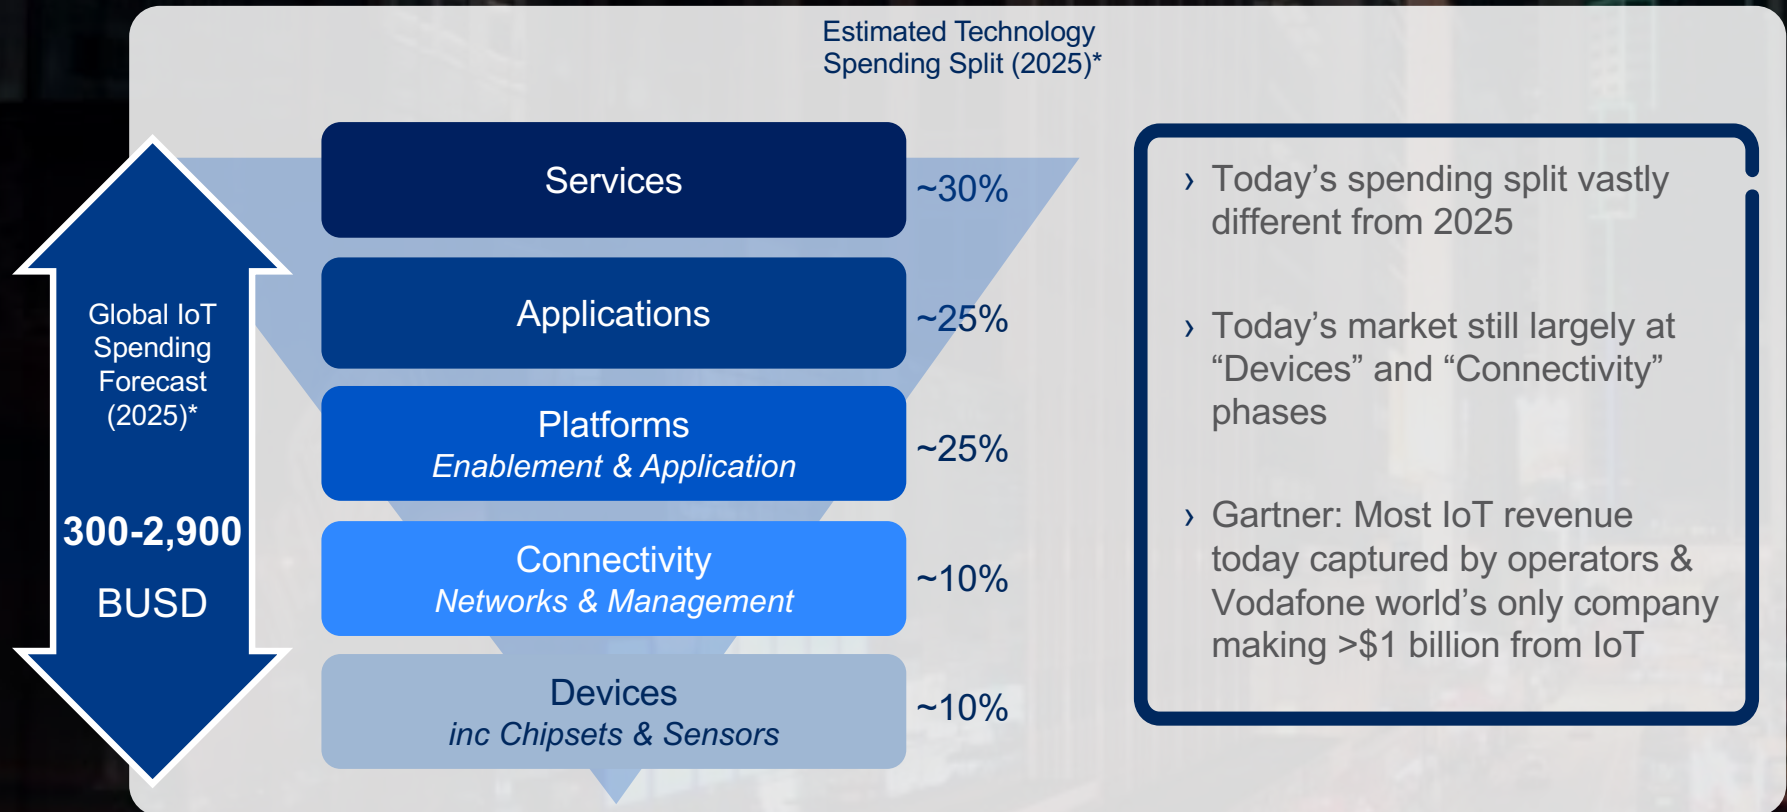 Estimated Technology
Spending Split (2025)*
Global IoT
Spending
Forecast
(2025)*
300-2,900
BUSD
Services
~30%
Applications
~25%
Platforms
Enablement & Application
~25%
Connectivity
Networks & Management
~10%
Devices
inc Chipsets & Sensors
~10%
› Today’s spending split vastly
different from 2025
› Today’s market still largely at
“Devices” and “Connectivity”
phases
› Gartner: Most IoT revenue
today captured by operators &
Vodafone world’s only company
making >$1 billion from IoT